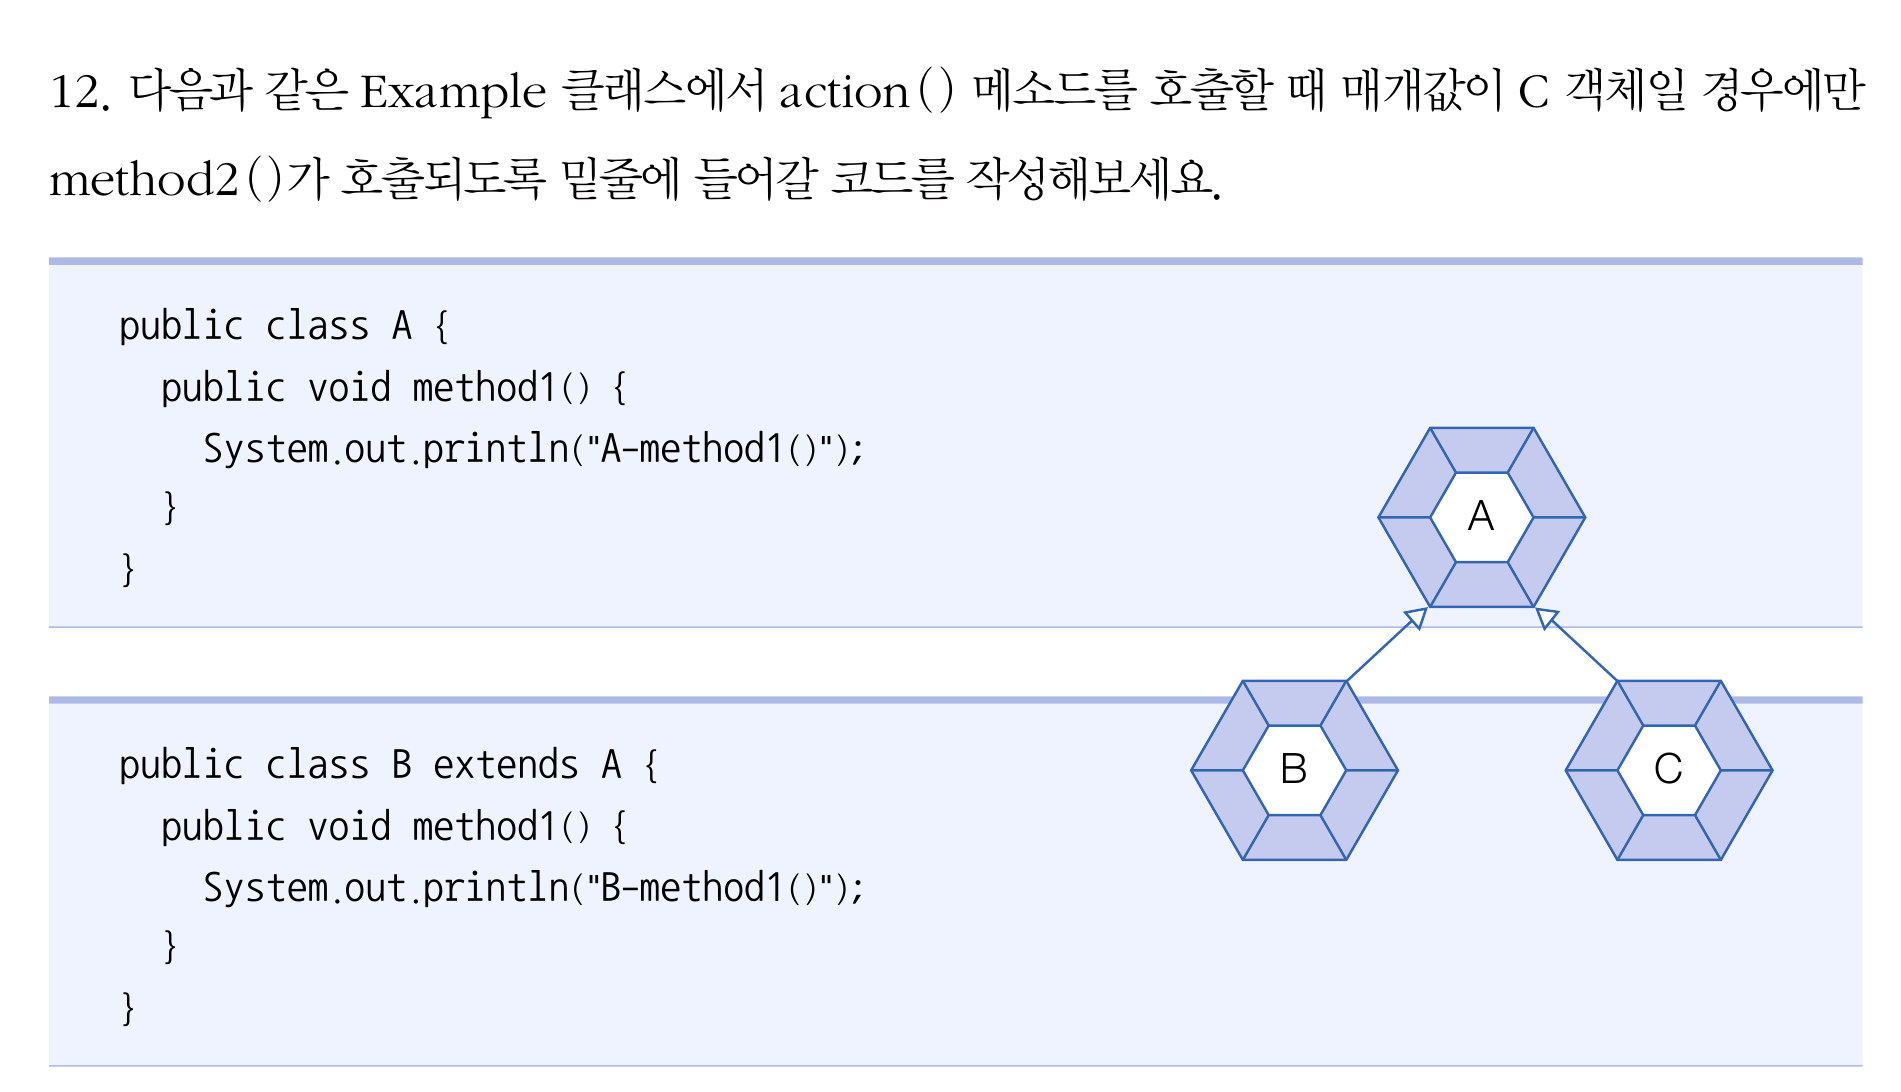 12. 다음과 같은 Example 클래스에서 action() 메소드를 호출할 때 매개값이 C 객체일 경우에만
method2()가 호출되도록 밑줄에 들어갈 코드를 작성해보세요.
public class A {
  public void method1() {
    System.out.println("A-method1()");
  }
}
A
public class B extends A {
  public void method1() {
    System.out.println("B-method1()");
  }
}
B
C